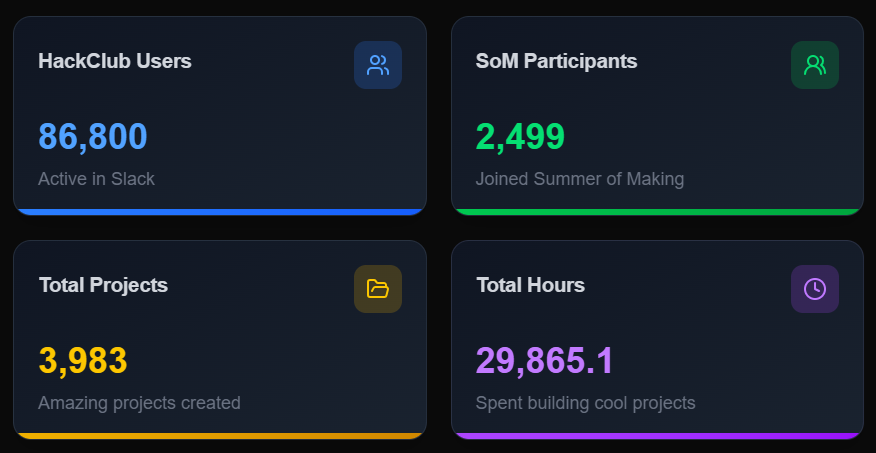 HackClub Users
86,800
Active in Slack
SoM Participants
2,499
Joined Summer of Making
Total Projects
3,983
Amazing projects created
Total Hours
29,865.1
Spent building cool projects